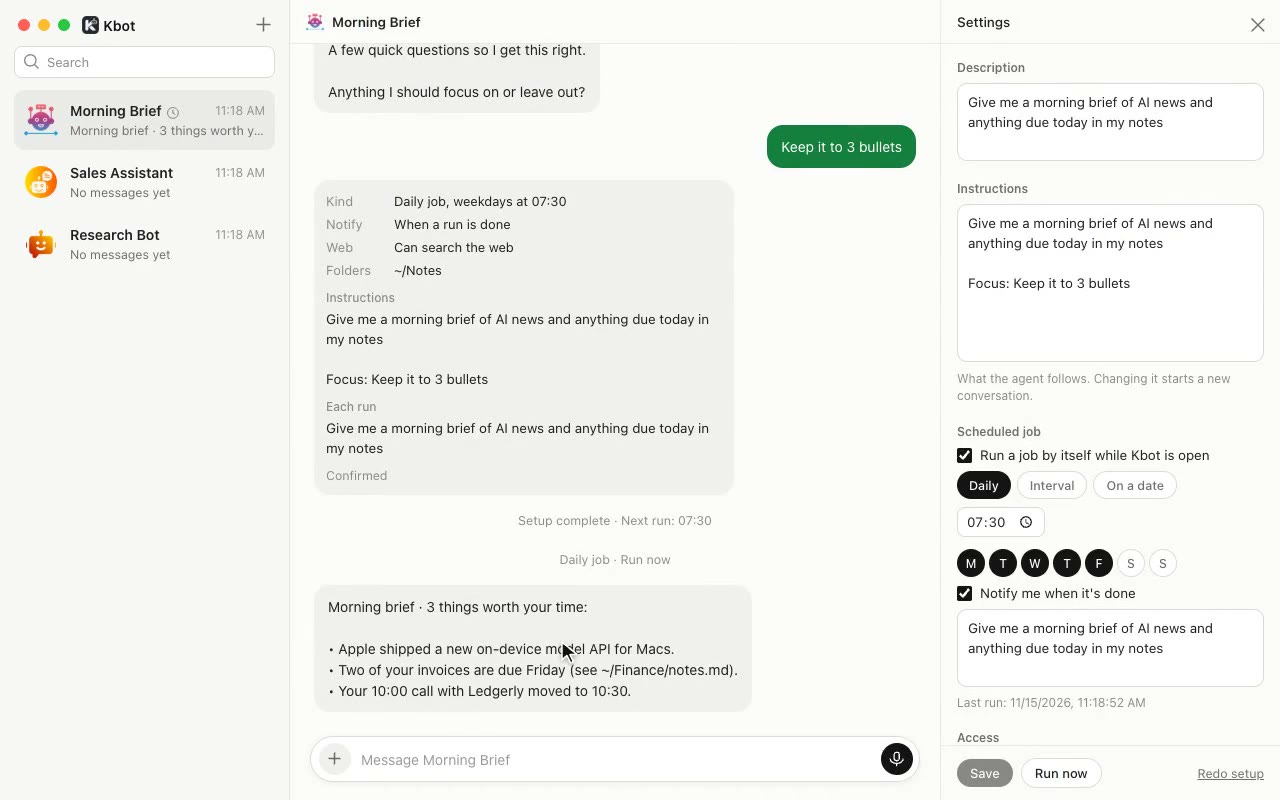 Kbot
Search
Morning Brief
11:18 AM
Morning brief · 3 things worth y...
Sales Assistant
11:18 AM
No messages yet
Research Bot
11:18 AM
No messages yet
Morning Brief
A few quick questions so I get this right.
Anything I should focus on or leave out?
Keep it to 3 bullets
Kind Daily job, weekdays at 07:30
Notify When a run is done
Web Can search the web
Folders ~/Notes
Instructions
Give me a morning brief of AI news and anything due today in
my notes
Focus: Keep it to 3 bullets
Each run
Give me a morning brief of AI news and anything due today in
my notes
Confirmed
Setup complete · Next run: 07:30
Daily job · Run now
Morning brief · 3 things worth your time:
• Apple shipped a new on-device model API for Macs.
• Two of your invoices are due Friday (see ~/Finance/notes.md).
• Your 10:00 call with Ledgerly moved to 10:30.
Message Morning Brief
Settings
Description
Give me a morning brief of AI news and
anything due today in my notes
Instructions
Give me a morning brief of AI news and
anything due today in my notes
Focus: Keep it to 3 bullets
What the agent follows. Changing it starts a new
conversation.
Scheduled job
Run a job by itself while Kbot is open
Daily Interval On a date
07:30
M T W T F S S
Notify me when it's done
Give me a morning brief of AI news and
anything due today in my notes
Last run: 11/15/2026, 11:18:52 AM
Access
Save Run now Redo setup